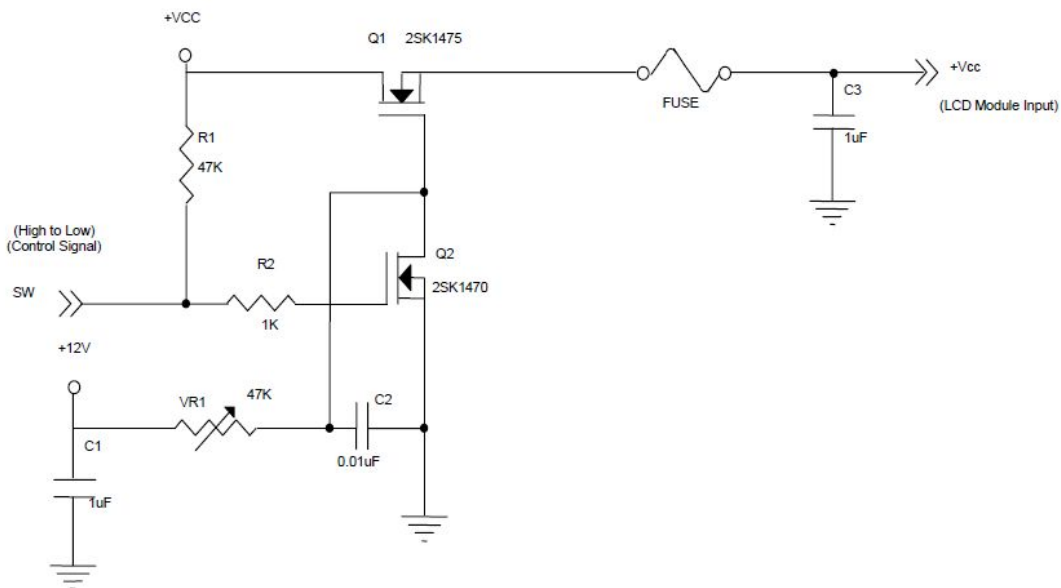 +VCC
Q1 2SK1475
+Vcc
(LCD Module Input)
FUSE
C3
1uF
R1
47K
(High to Low)
(Control Signal)
SW
R2
1K
Q2
2SK1470
+12V
VR1
47K
C2
0.01uF
C1
1uF